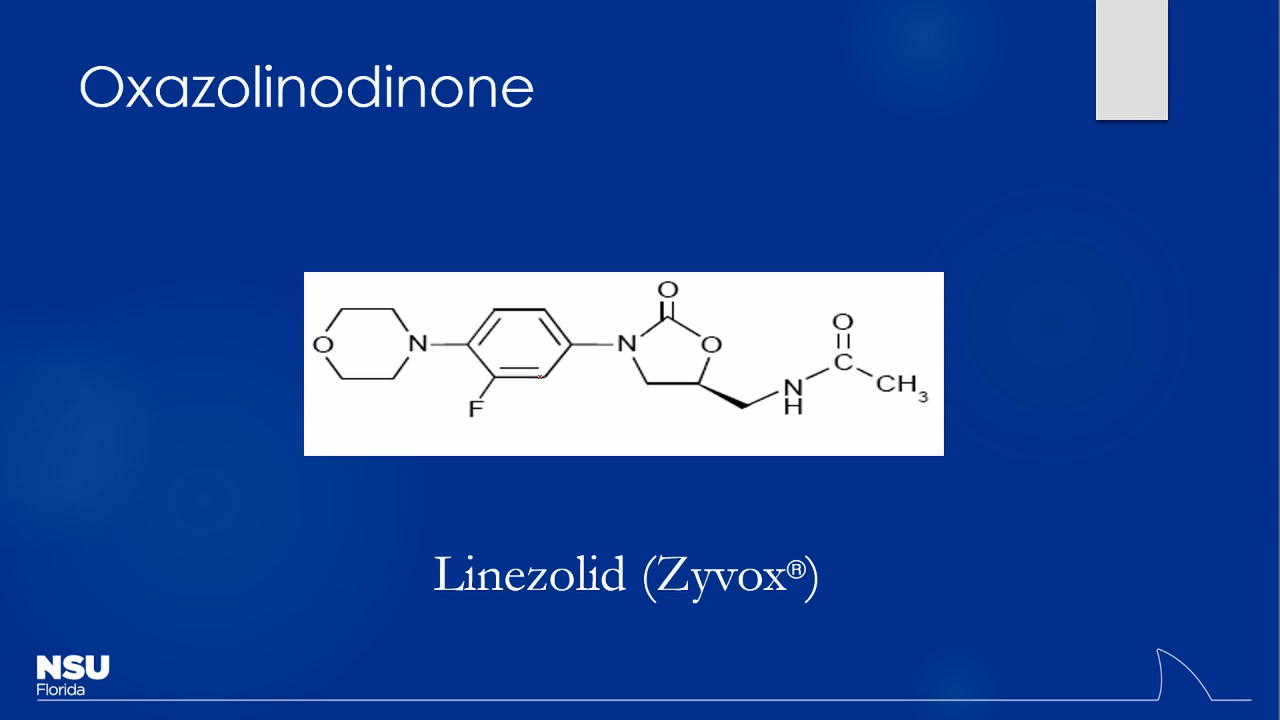 Oxazolinodinone
O
O
O
N
N
O
C
CH3
N
H
F
Linezolid (Zyvox®)
NSU
Florida